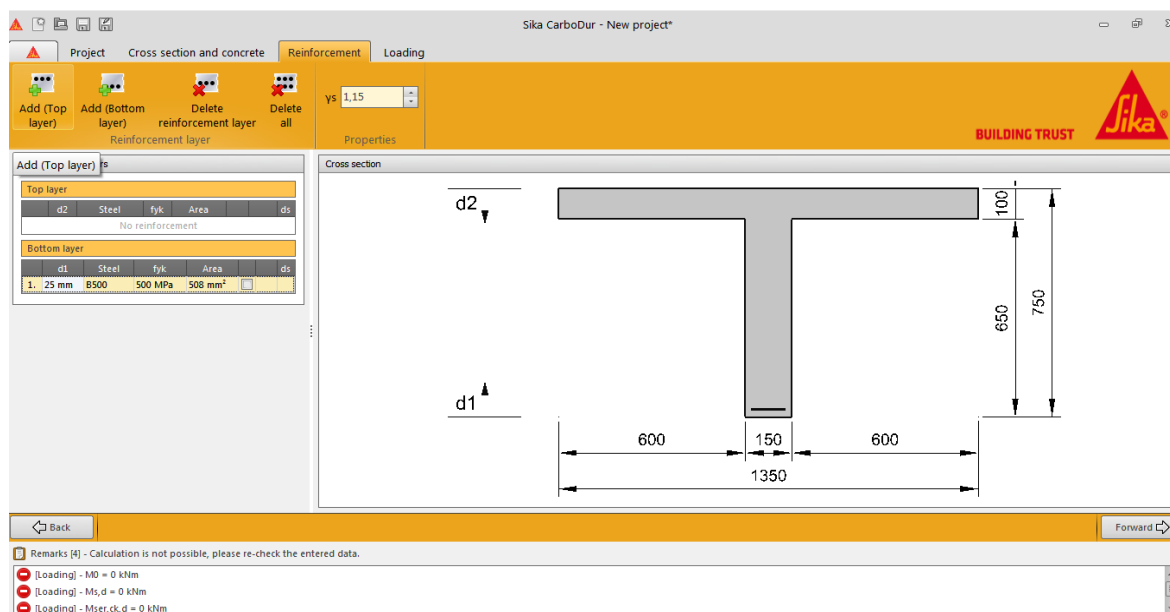 Sika CarboDur - New project*
Project Cross section and concrete Reinforcement Loading
Add (Top layer) Add (Bottom layer) Delete reinforcement layer Delete all
γs 1,15
Reinforcement layer Properties
BUILDING TRUST
Sika®
Add (Top layer) rs
Cross section
Top layer
d2 Steel fyk Area ds
No reinforcement
Bottom layer
d1 Steel fyk Area ds
1. 25 mm B500 500 MPa 508 mm²
d2
100
650
750
d1
600 150 600
1350
Back Forward
Remarks [4] - Calculation is not possible, please re-check the entered data.
[Loading] - M0 = 0 kNm
[Loading] - Ms,d = 0 kNm
[Loading] - Mser,ck,d = 0 kNm